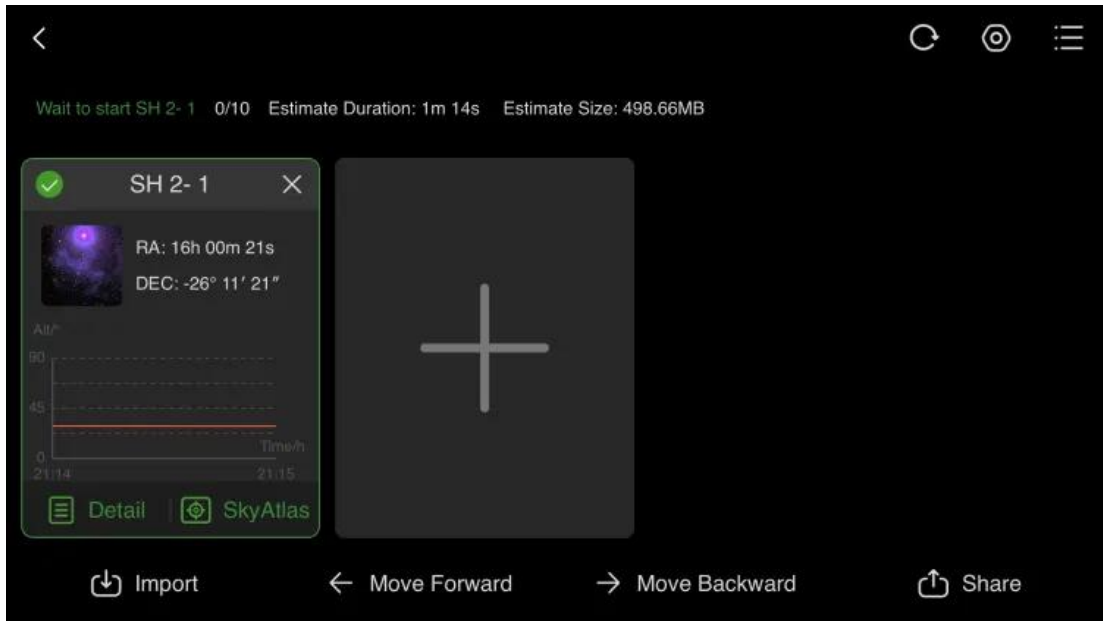 Wait to start SH 2- 1 0/10 Estimate Duration: 1m 14s Estimate Size: 498.66MB
SH 2- 1
RA: 16h 00m 21s
DEC: -26° 11′ 21″
Alt/°
90
45
0
Time/h
21:14 21:15
Detail SkyAtlas
Import Move Forward Move Backward Share